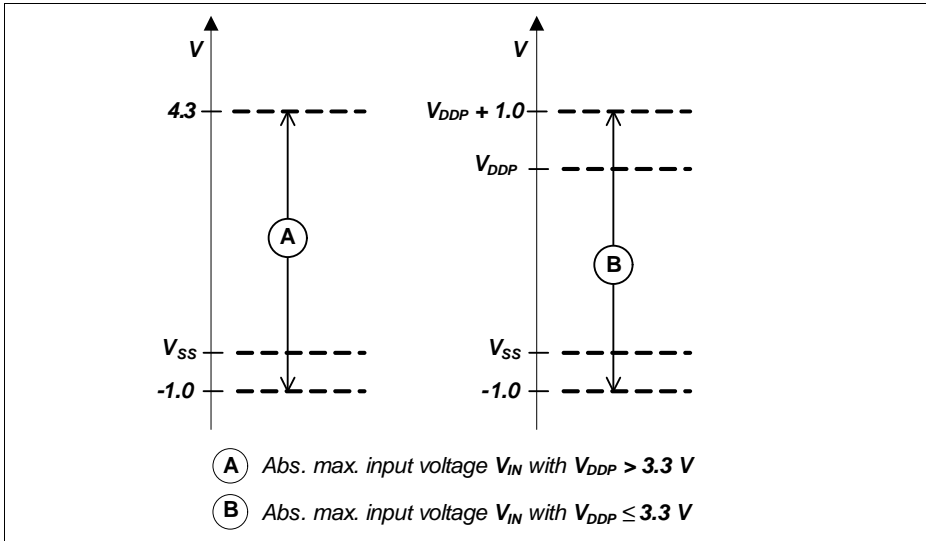 V
4.3
A
V_SS
-1.0
V
V_DDP + 1.0
V_DDP
B
V_SS
-1.0
A Abs. max. input voltage V_IN with V_DDP > 3.3 V
B Abs. max. input voltage V_IN with V_DDP ≤ 3.3 V